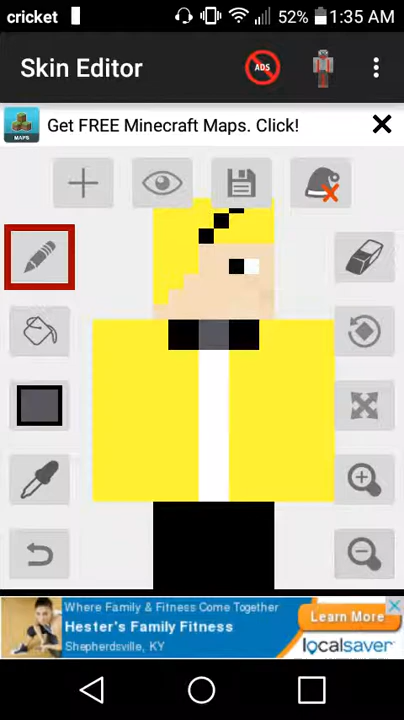 cricket 52% 1:35 AM
Skin Editor ADS
MAPS Get FREE Minecraft Maps. Click!
Where Family & Fitness Come Together
Hester's Family Fitness
Shepherdsville, KY
Learn More
localsaver